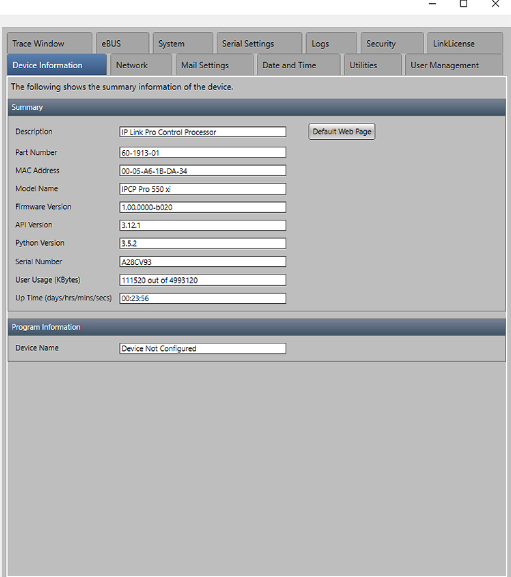 Trace Window eBUS System Serial Settings Logs Security LinkLicense
Device Information Network Mail Settings Date and Time Utilities User Management
The following shows the summary information of the device.
Summary
Description IP Link Pro Control Processor Default Web Page
Part Number 60-1913-01
MAC Address 00-05-A6-1B-DA-34
Model Name IPCP Pro 550 xi
Firmware Version 1.00.0000-b020
API Version 3.12.1
Python Version 3.5.2
Serial Number A28CV93
User Usage (KBytes) 111520 out of 4993120
Up Time (days/hrs/mins/secs) 00:23:56
Program Information
Device Name Device Not Configured